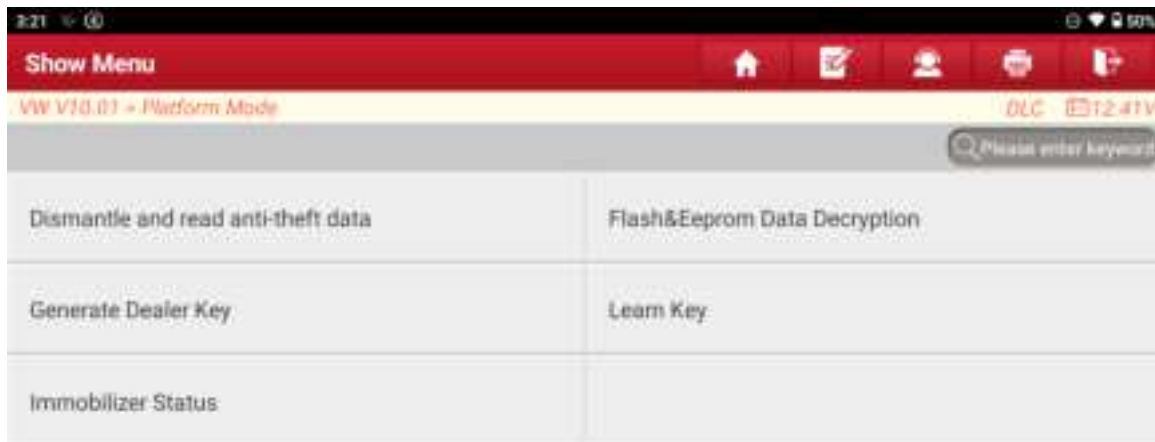 3:21
50%
Show Menu
VW V10.01 > Platform Mode
DLC 12.41V
Please enter keyword
Dismantle and read anti-theft data
Flash&Eeprom Data Decryption
Generate Dealer Key
Learn Key
Immobilizer Status